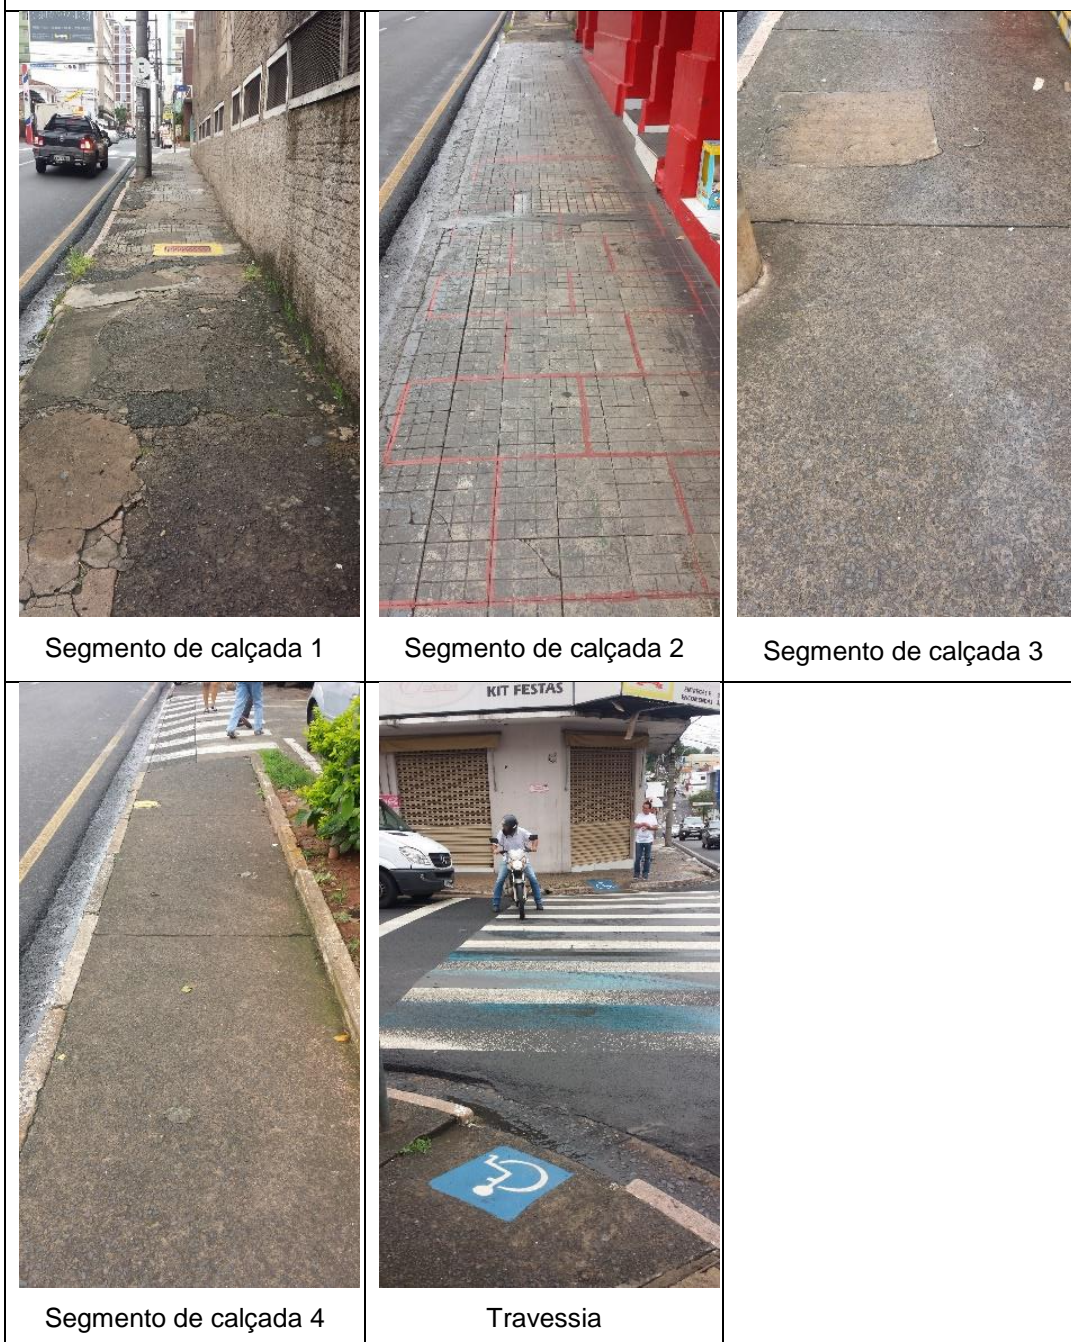 Segmento de calçada 1
Segmento de calçada 2
Segmento de calçada 3
KIT FESTAS
Segmento de calçada 4
Travessia